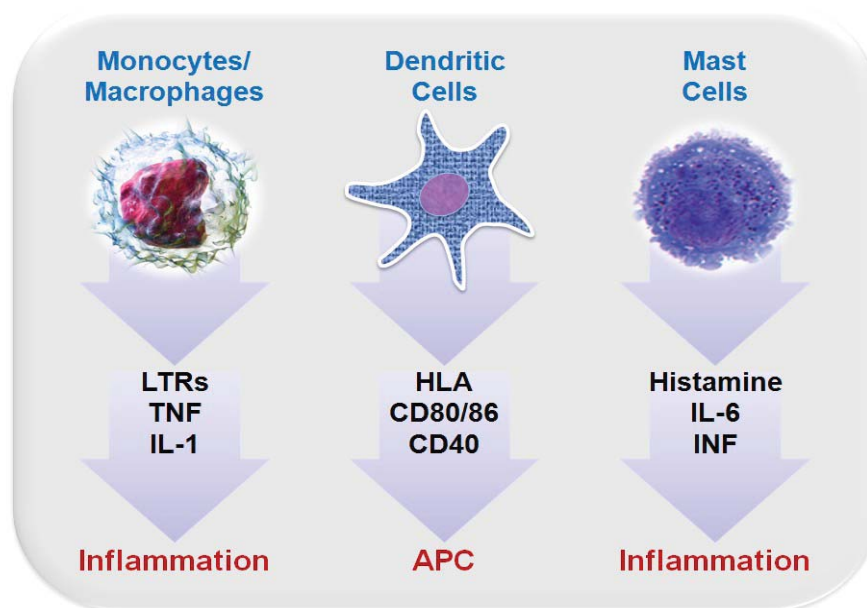 Monocytes/
Macrophages
Dendritic
Cells
Mast
Cells
LTRs
TNF
IL-1
HLA
CD80/86
CD40
Histamine
IL-6
INF
Inflammation
APC
Inflammation